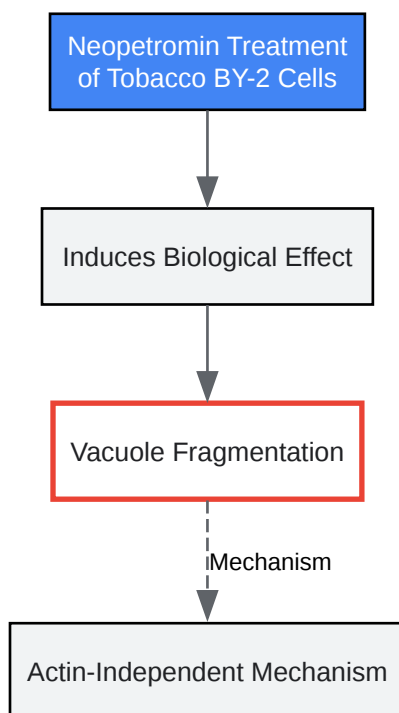 Neopetromin Treatment
of Tobacco BY-2 Cells
Induces Biological Effect
Vacuole Fragmentation
Mechanism
Actin-Independent Mechanism